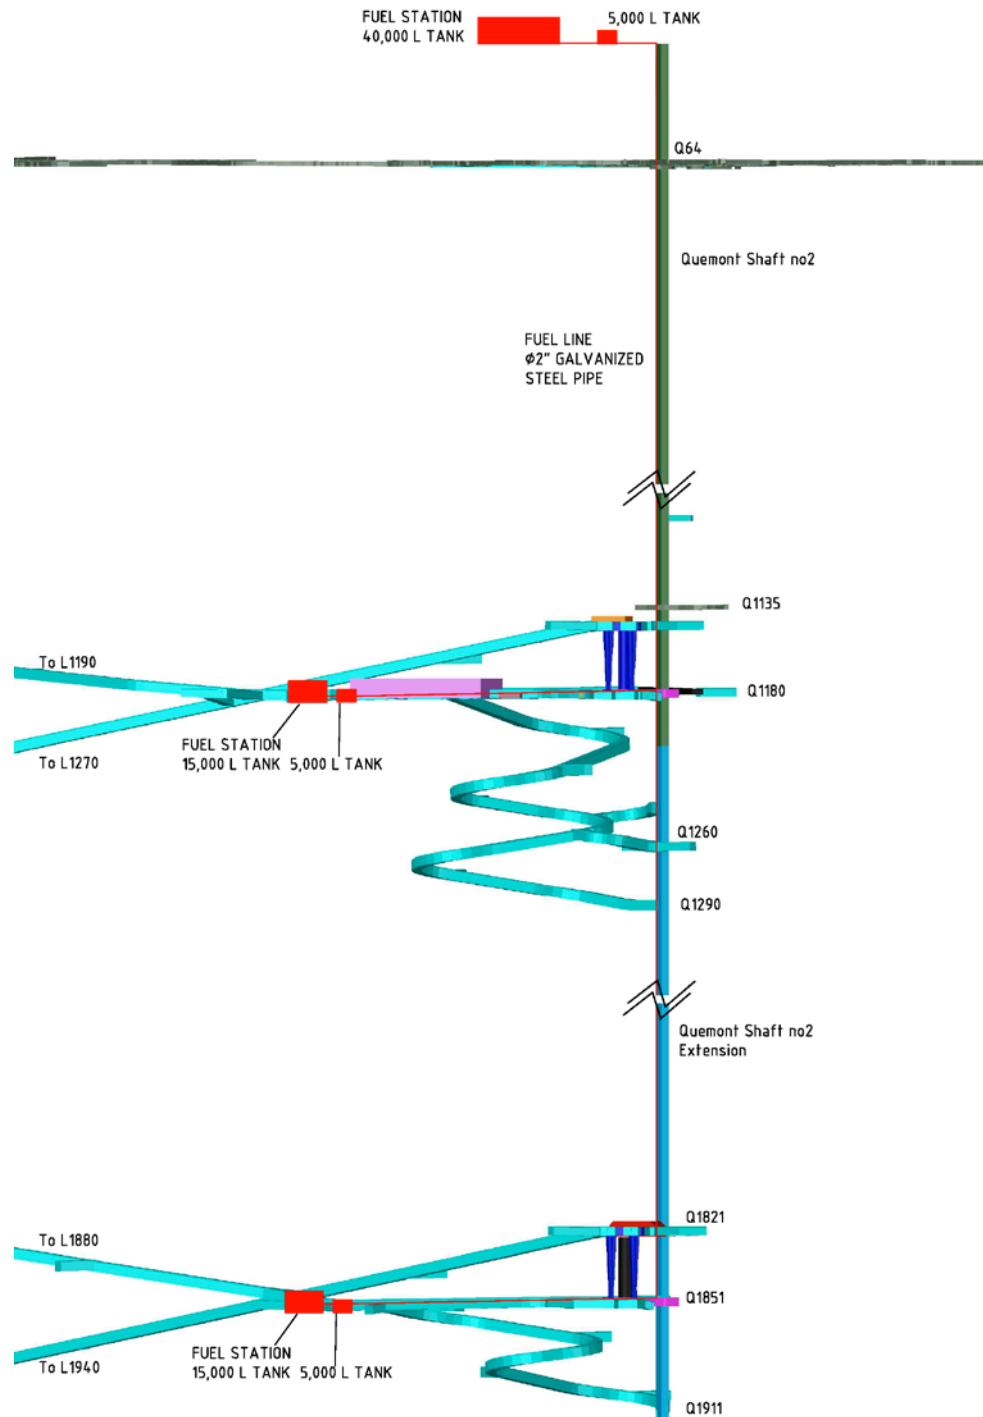 FUEL STATION
40,000 L TANK
5,000 L TANK
Q64
Quemont Shaft no2
FUEL LINE
Ø2" GALVANIZED
STEEL PIPE
Q1135
To L1190
Q1180
FUEL STATION
15,000 L TANK 5,000 L TANK
To L1270
Q1260
Q1290
Quemont Shaft no2
Extension
Q1821
To L1880
Q1851
FUEL STATION
15,000 L TANK 5,000 L TANK
To L1940
Q1911